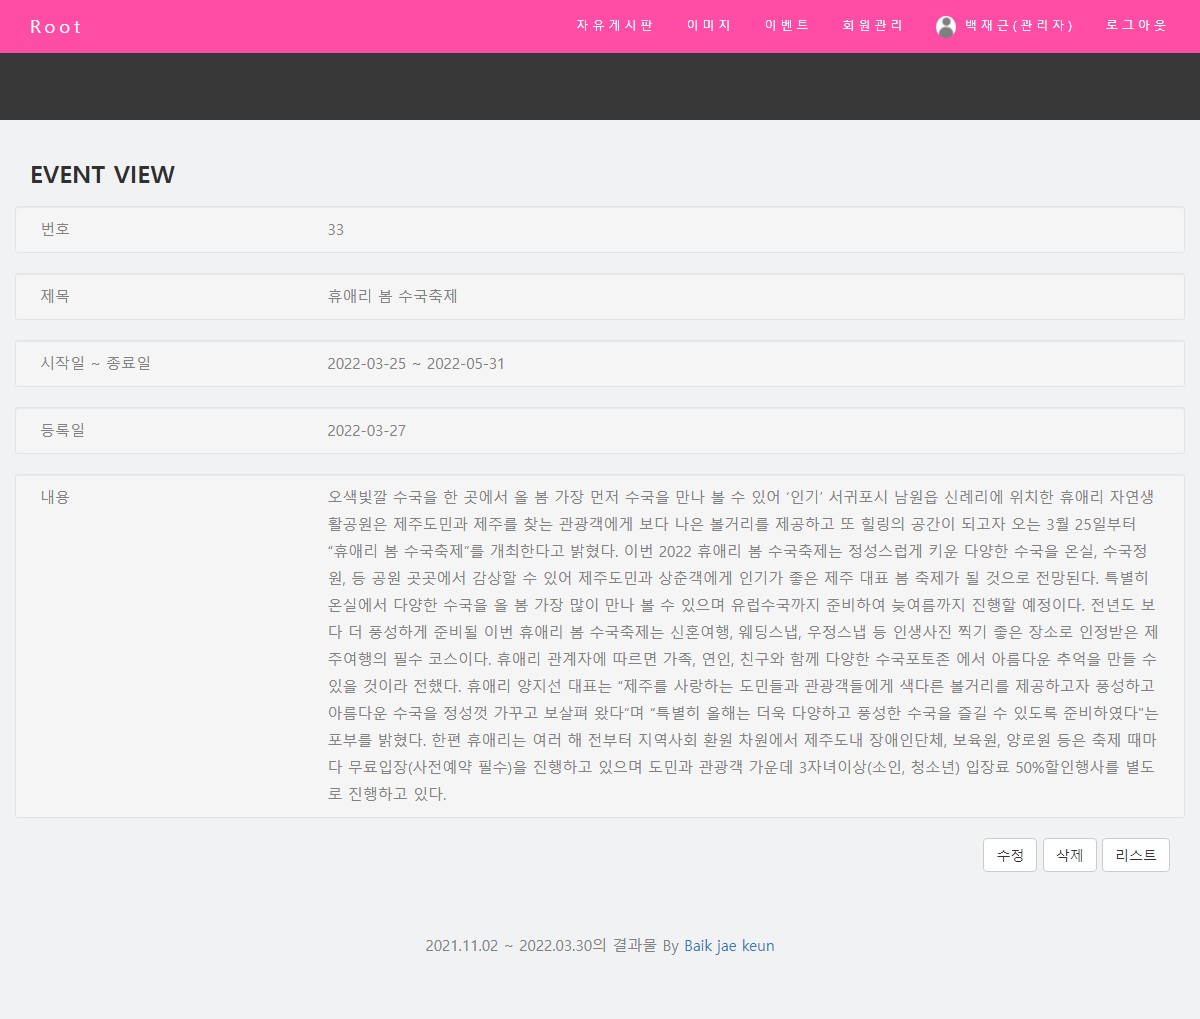 Root
자유게시판 이미지 이벤트 회원관리 백재근(관리자) 로그아웃
EVENT VIEW
번호 33
제목 휴애리 봄 수국축제
시작일 ~ 종료일 2022-03-25 ~ 2022-05-31
등록일 2022-03-27
내용 오색빛깔 수국을 한 곳에서 올 봄 가장 먼저 수국을 만나 볼 수 있어 ‘인기’ 서귀포시 남원읍 신례리에 위치한 휴애리 자연생
활공원은 제주도민과 제주를 찾는 관광객에게 보다 나은 볼거리를 제공하고 또 힐링의 공간이 되고자 오는 3월 25일부터
“휴애리 봄 수국축제”를 개최한다고 밝혔다. 이번 2022 휴애리 봄 수국축제는 정성스럽게 키운 다양한 수국을 온실, 수국정
원, 등 공원 곳곳에서 감상할 수 있어 제주도민과 상춘객에게 인기가 좋은 제주 대표 봄 축제가 될 것으로 전망된다. 특별히
온실에서 다양한 수국을 올 봄 가장 많이 만나 볼 수 있으며 유럽수국까지 준비하여 늦여름까지 진행할 예정이다. 전년도 보
다 더 풍성하게 준비될 이번 휴애리 봄 수국축제는 신혼여행, 웨딩스냅, 우정스냅 등 인생사진 찍기 좋은 장소로 인정받은 제
주여행의 필수 코스이다. 휴애리 관계자에 따르면 가족, 연인, 친구와 함께 다양한 수국포토존 에서 아름다운 추억을 만들 수
있을 것이라 전했다. 휴애리 양지선 대표는 “제주를 사랑하는 도민들과 관광객들에게 색다른 볼거리를 제공하고자 풍성하고
아름다운 수국을 정성껏 가꾸고 보살펴 왔다”며 “특별히 올해는 더욱 다양하고 풍성한 수국을 즐길 수 있도록 준비하였다"는
포부를 밝혔다. 한편 휴애리는 여러 해 전부터 지역사회 환원 차원에서 제주도내 장애인단체, 보육원, 양로원 등은 축제 때마
다 무료입장(사전예약 필수)을 진행하고 있으며 도민과 관광객 가운데 3자녀이상(소인, 청소년) 입장료 50%할인행사를 별도
로 진행하고 있다.
수정 삭제 리스트
2021.11.02 ~ 2022.03.30의 결과물 By Baik jae keun